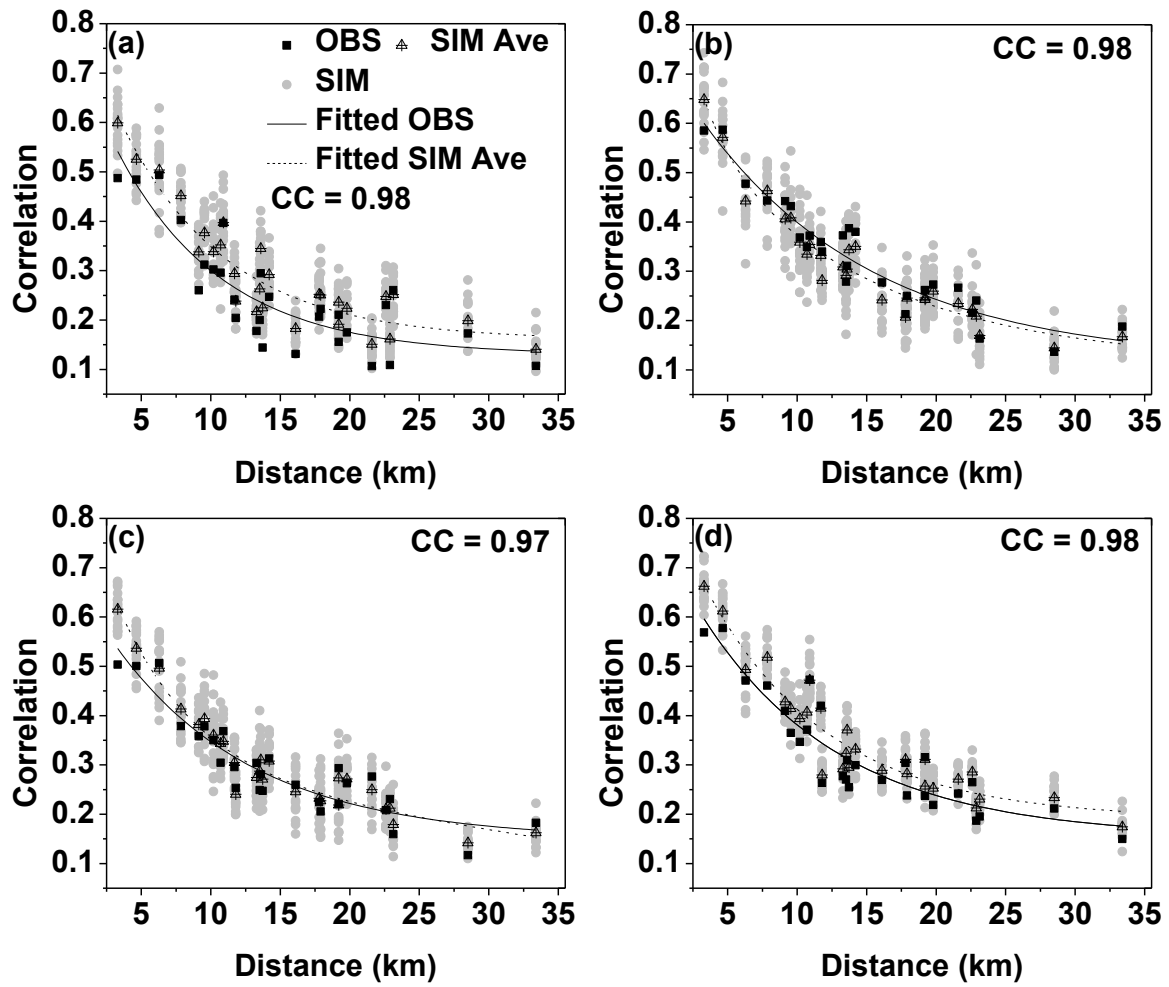 (a)
OBS SIM Ave
SIM
Fitted OBS
Fitted SIM Ave
CC = 0.98
0.8
0.7
0.6
0.5
0.4
0.3
0.2
0.1
Correlation
5 10 15 20 25 30 35
Distance (km)
(b)
CC = 0.98
0.8
0.7
0.6
0.5
0.4
0.3
0.2
0.1
Correlation
5 10 15 20 25 30 35
Distance (km)
(c)
CC = 0.97
0.8
0.7
0.6
0.5
0.4
0.3
0.2
0.1
Correlation
5 10 15 20 25 30 35
Distance (km)
(d)
CC = 0.98
0.8
0.7
0.6
0.5
0.4
0.3
0.2
0.1
Correlation
5 10 15 20 25 30 35
Distance (km)